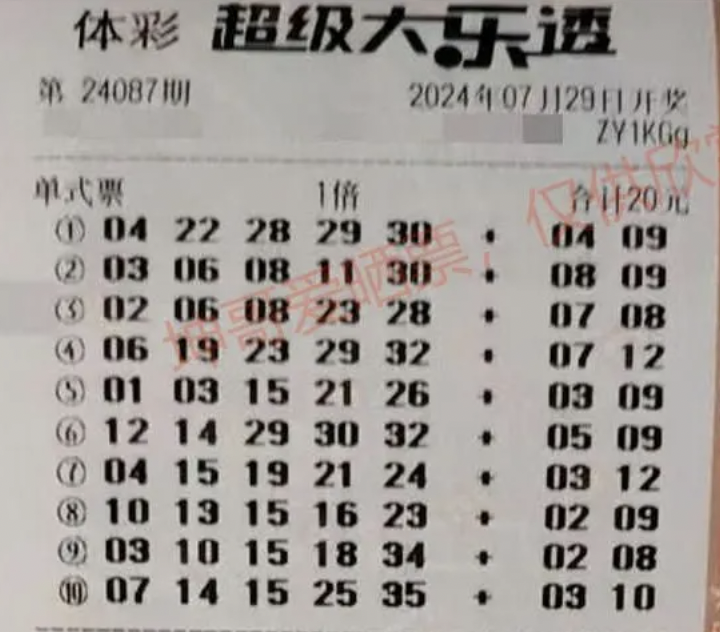 体彩 超级大乐透
第 24087期 2024年07月29日开奖
ZY1KGg
单式票 1倍 合计20元
① 04 22 28 29 30 + 04 09
② 03 06 08 11 30 + 08 09
③ 02 06 08 23 28 + 07 08
④ 06 19 23 29 32 + 07 12
⑤ 01 03 15 21 26 + 03 09
⑥ 12 14 29 30 32 + 05 09
⑦ 04 15 19 21 24 + 03 12
⑧ 10 13 15 16 23 + 02 09
⑨ 03 10 15 18 34 + 02 08
⑩ 07 14 15 25 35 + 03 10
坤哥爱晒票，仅供欣赏